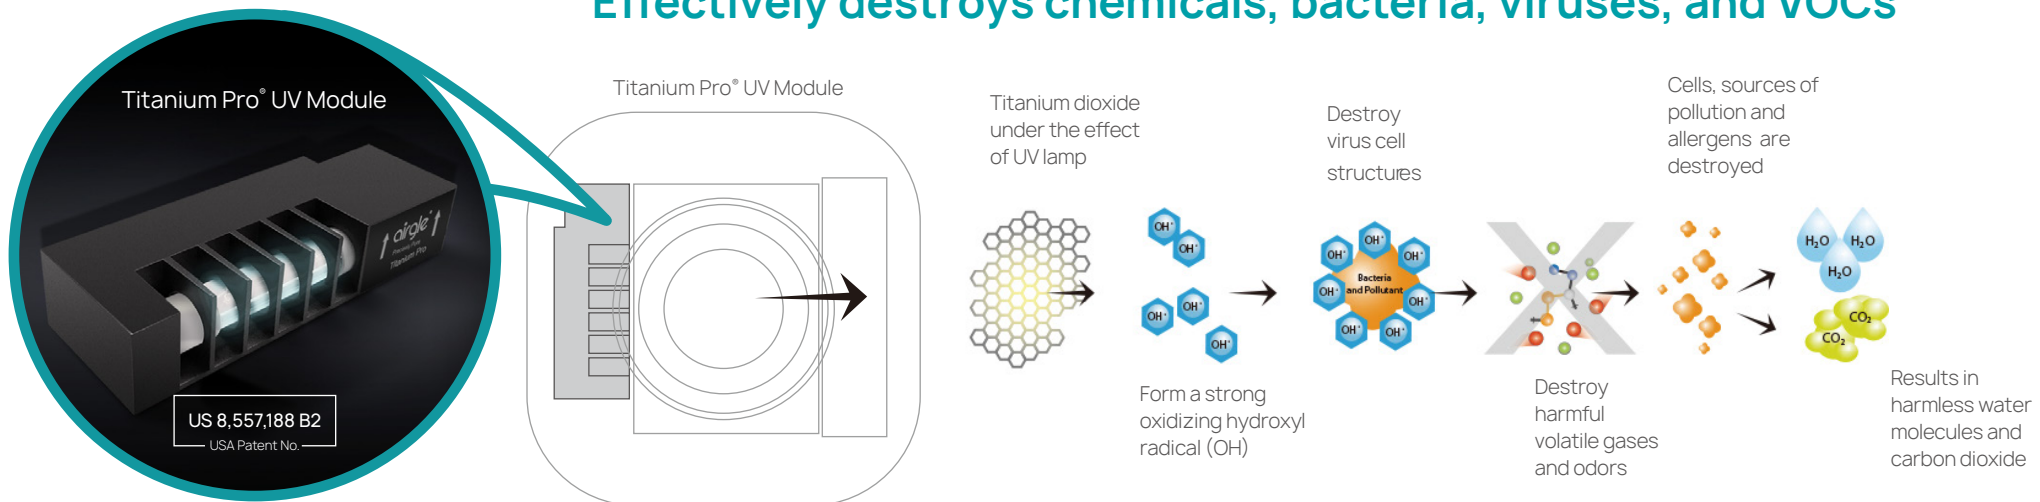 Effectively destroys chemicals, bacteria, viruses, and VOCs
Titanium Pro® UV Module
airgle®
Titanium Pro
US 8,557,188 B2
USA Patent No.
Titanium Pro® UV Module
Titanium dioxide
under the effect
of UV lamp
OH•
OH•
OH•
OH•
OH•
Form a strong
oxidizing hydroxyl
radical (OH)
Destroy
virus cell
structures
OH•
OH•
OH•
OH•
OH•
OH•
OH•
Bacteria
and Pollutant
Destroy
harmful
volatile gases
and odors
Cells, sources of
pollution and
allergens are
destroyed
H₂O
H₂O
H₂O
CO₂
CO₂
Results in
harmless water
molecules and
carbon dioxide